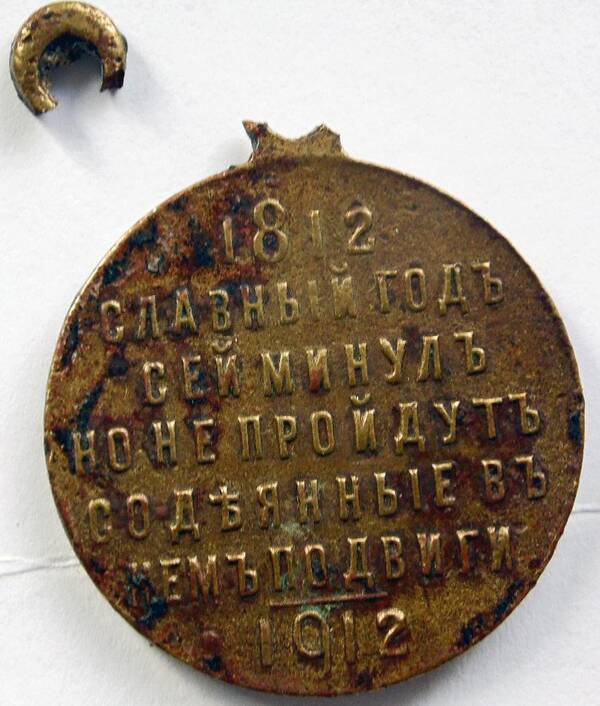 1812
СЛАВНЫЙ ГОДЪ
СЕЙ МИНУЛЪ
НО НЕ ПРОЙДУТЪ
СОДѢЯННЫЕ ВЪ
НЕМЪ ПОДВИГИ
1912